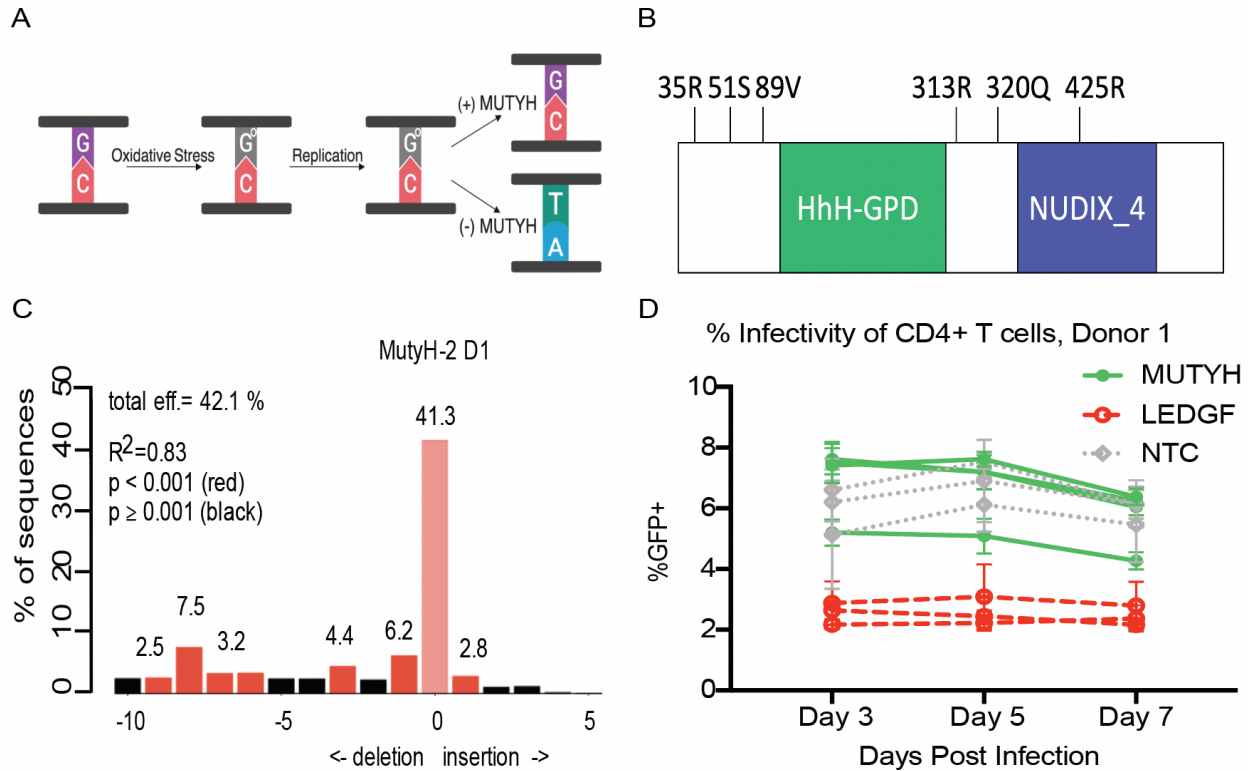 A
G
C
Oxidative Stress
Gº
C
Replication
Gº
C
(+) MUTYH
G
C
(-) MUTYH
T
A
B
35R 51S 89V 313R 320Q 425R
HhH-GPD
NUDIX_4
C
MutyH-2 D1
% of sequences
50
40
30
20
10
0
total eff.= 42.1 %
R²=0.83
p < 0.001 (red)
p ≥ 0.001 (black)
2.5
7.5
3.2
4.4
6.2
41.3
2.8
-10 -5 0 5
<- deletion insertion ->
D
% Infectivity of CD4+ T cells, Donor 1
MUTYH
LEDGF
NTC
%GFP+
10
8
6
4
2
0
Day 3 Day 5 Day 7
Days Post Infection